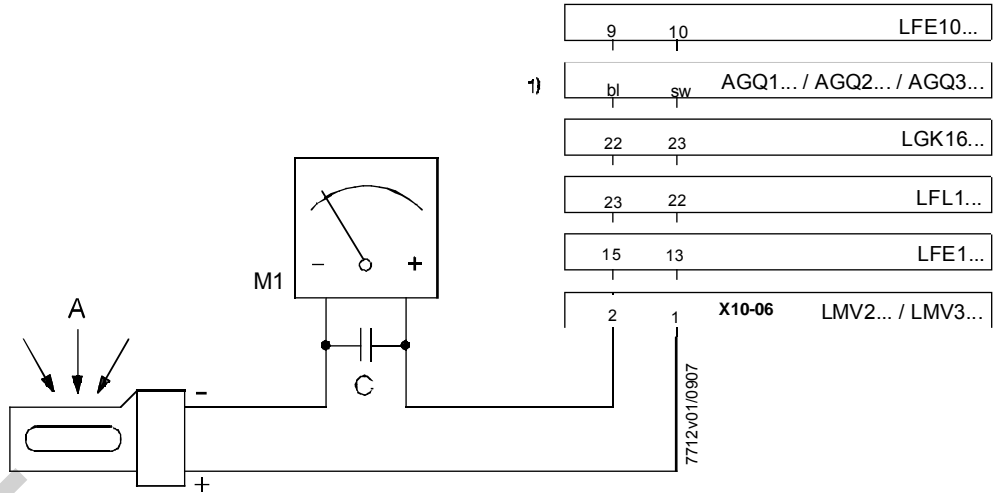 9 10 LFE10...
1) bl sw AGQ1... / AGQ2... / AGQ3...
22 23 LGK16...
23 22 LFL1...
15 13 LFE1...
2 1 X10-06 LMV2... / LMV3...
M1
- +
A
C
-
+
7712v01/0907